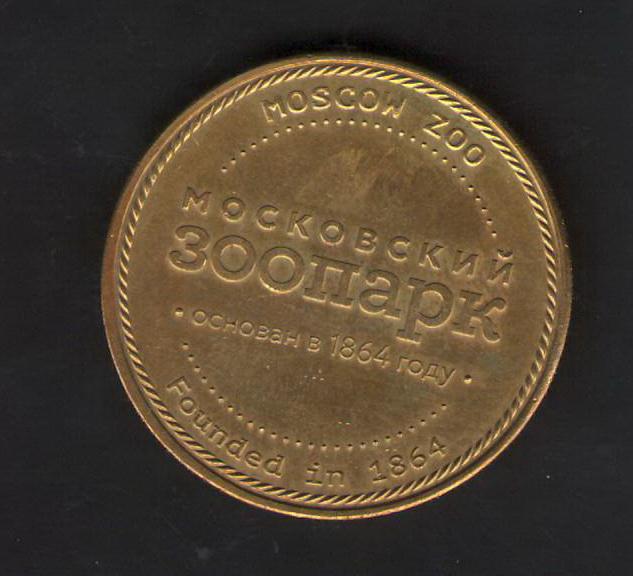 MOSCOW ZOO
МОСКОВСКИЙ
зоопарк
• основан в 1864 году •
Founded in 1864